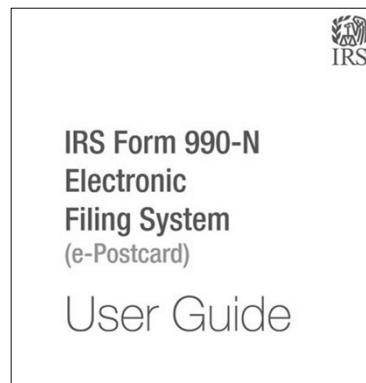 IRS
IRS Form 990-N
Electronic
Filing System
(e-Postcard)
User Guide